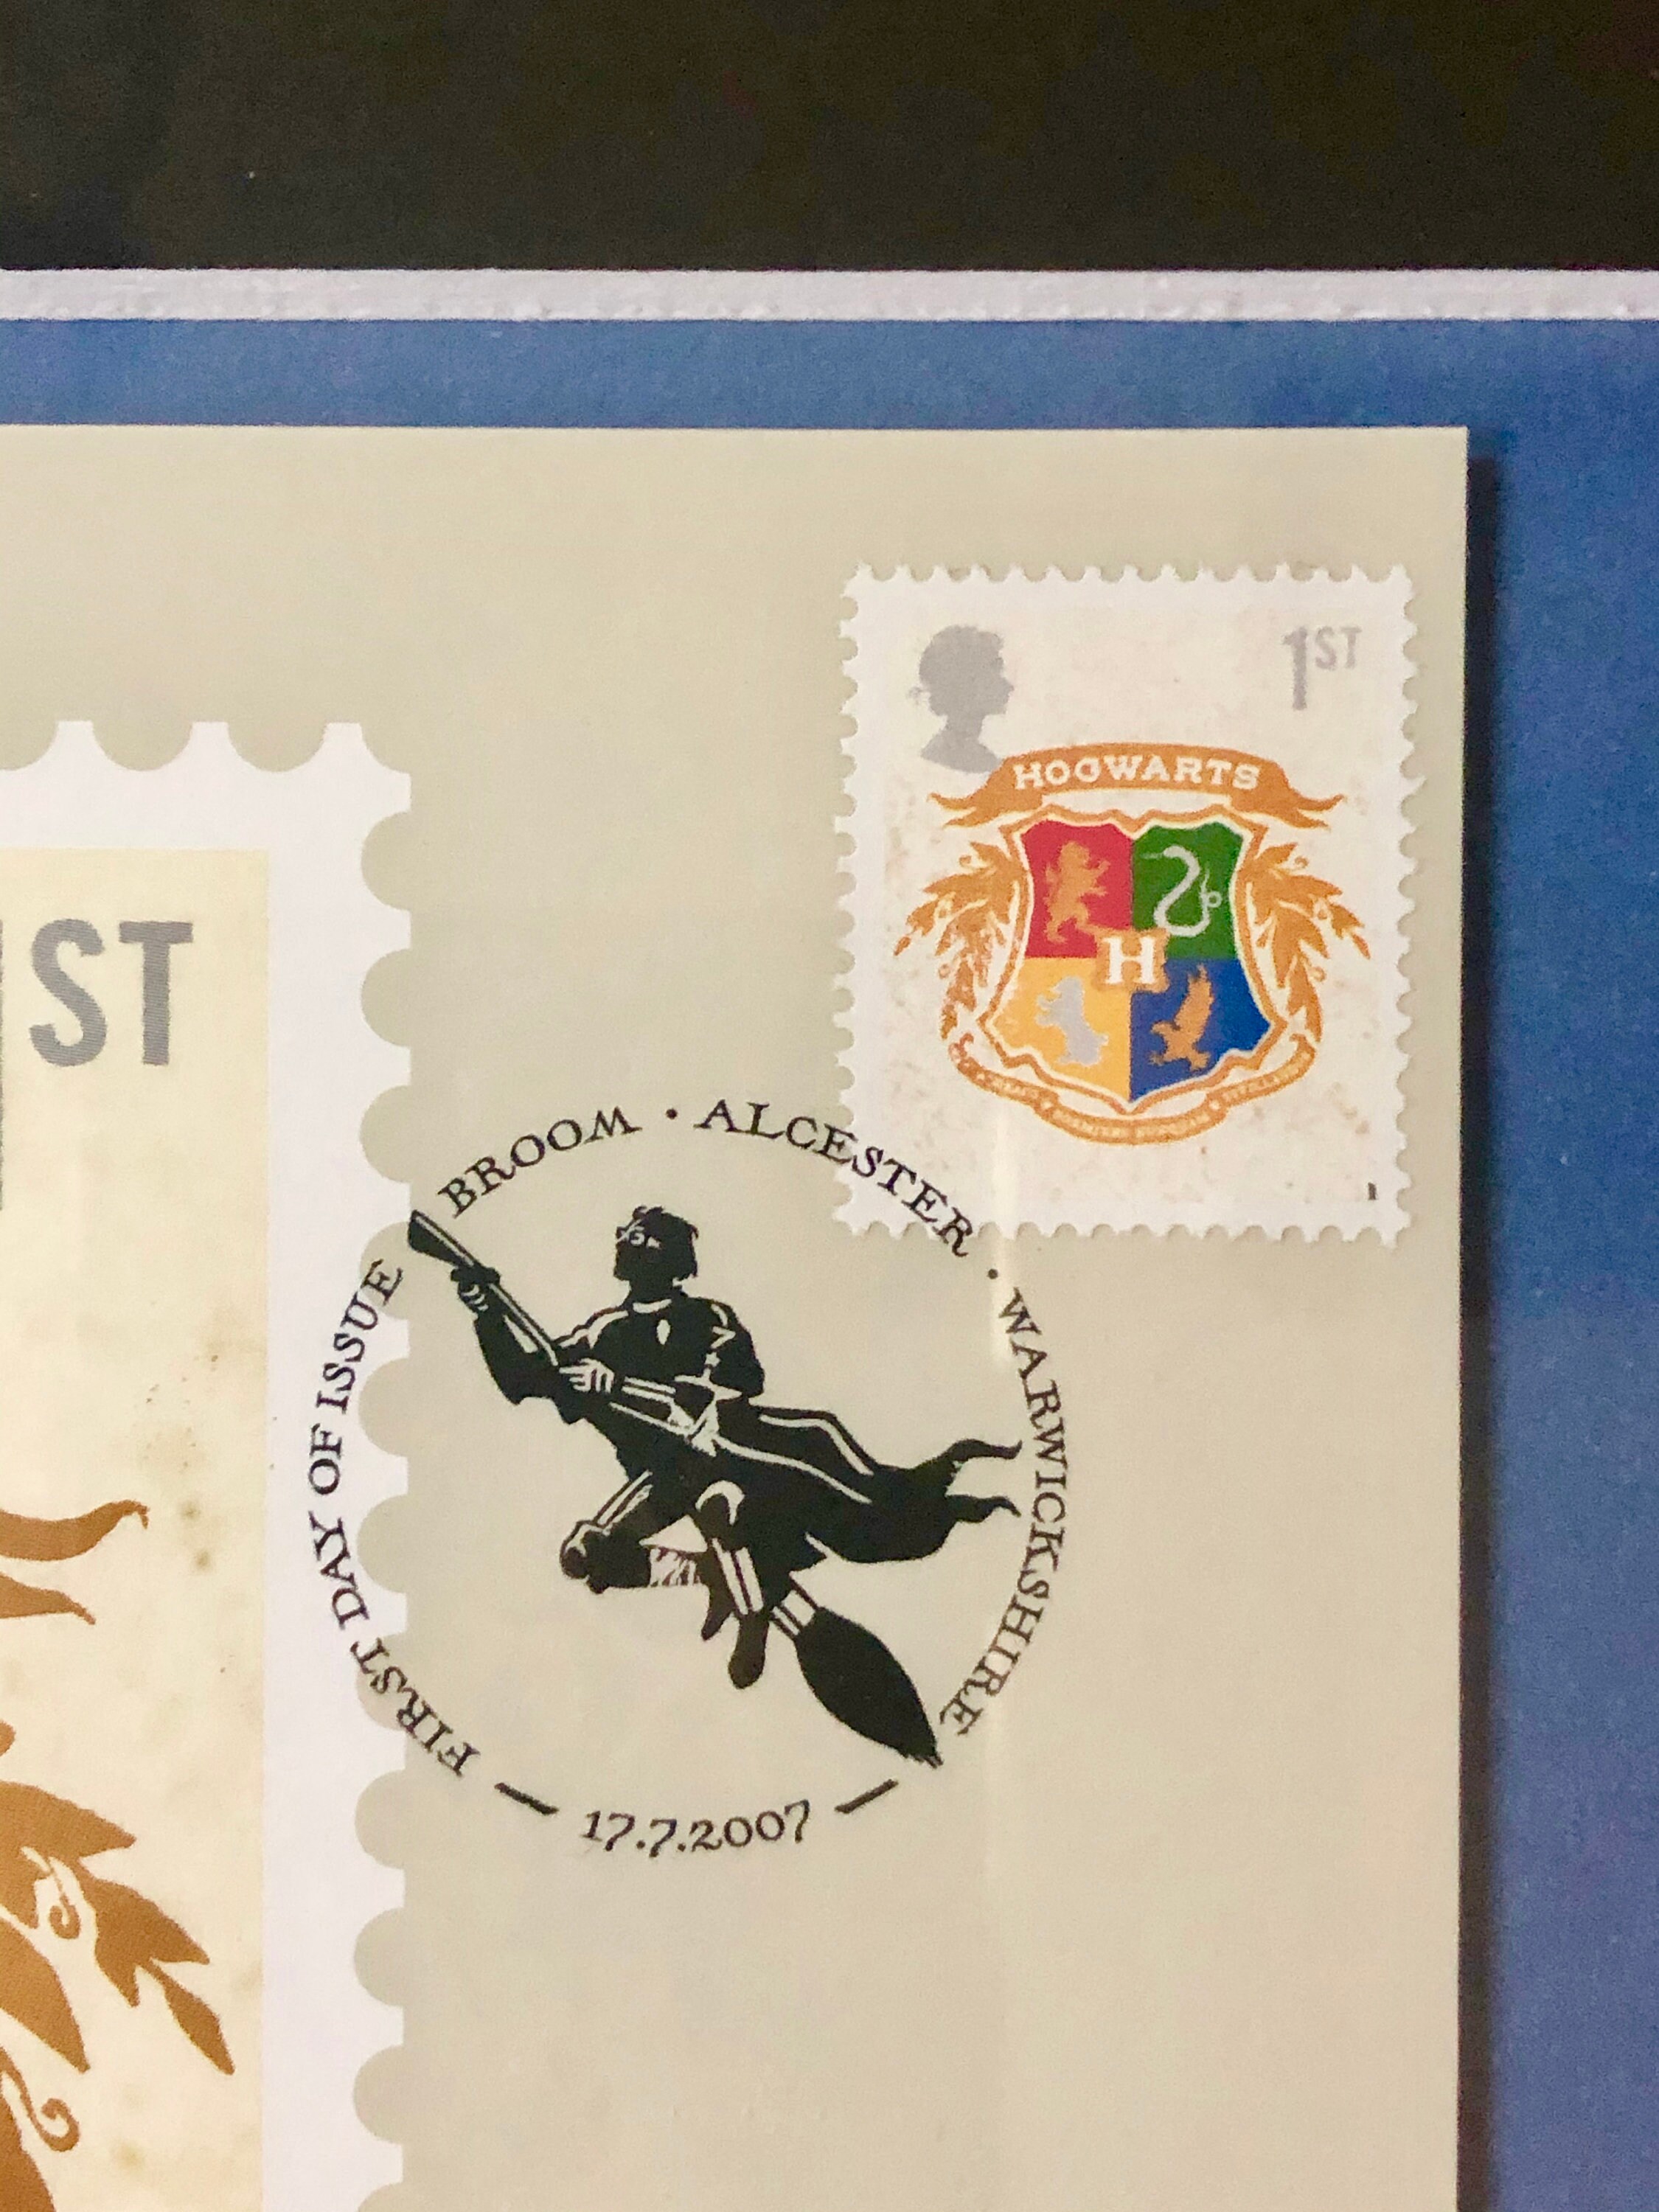 1ST
HOGWARTS
H
ST
FIRST DAY OF ISSUE BROOM · ALCESTER · WARWICKSHIRE
17.7.2007